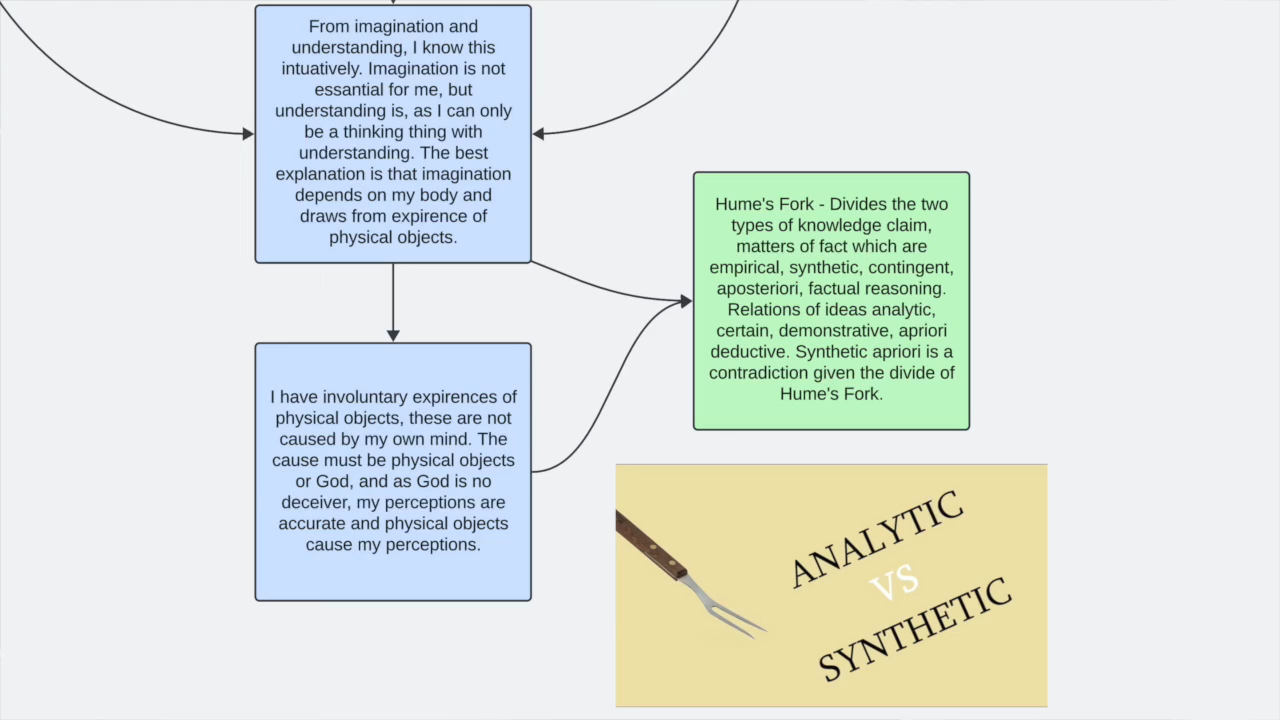 From imagination and
understanding, I know this
intuatively. Imagination is not
essantial for me, but
understanding is, as I can only
be a thinking thing with
understanding. The best
explanation is that imagination
depends on my body and
draws from expirence of
physical objects.
Hume's Fork - Divides the two
types of knowledge claim,
matters of fact which are
empirical, synthetic, contingent,
aposteriori, factual reasoning.
Relations of ideas analytic,
certain, demonstrative, apriori
deductive. Synthetic apriori is a
contradiction given the divide of
Hume's Fork.
I have involuntary expirences of
physical objects, these are not
caused by my own mind. The
cause must be physical objects
or God, and as God is no
deceiver, my perceptions are
accurate and physical objects
cause my perceptions.
ANALYTIC
VS
SYNTHETIC